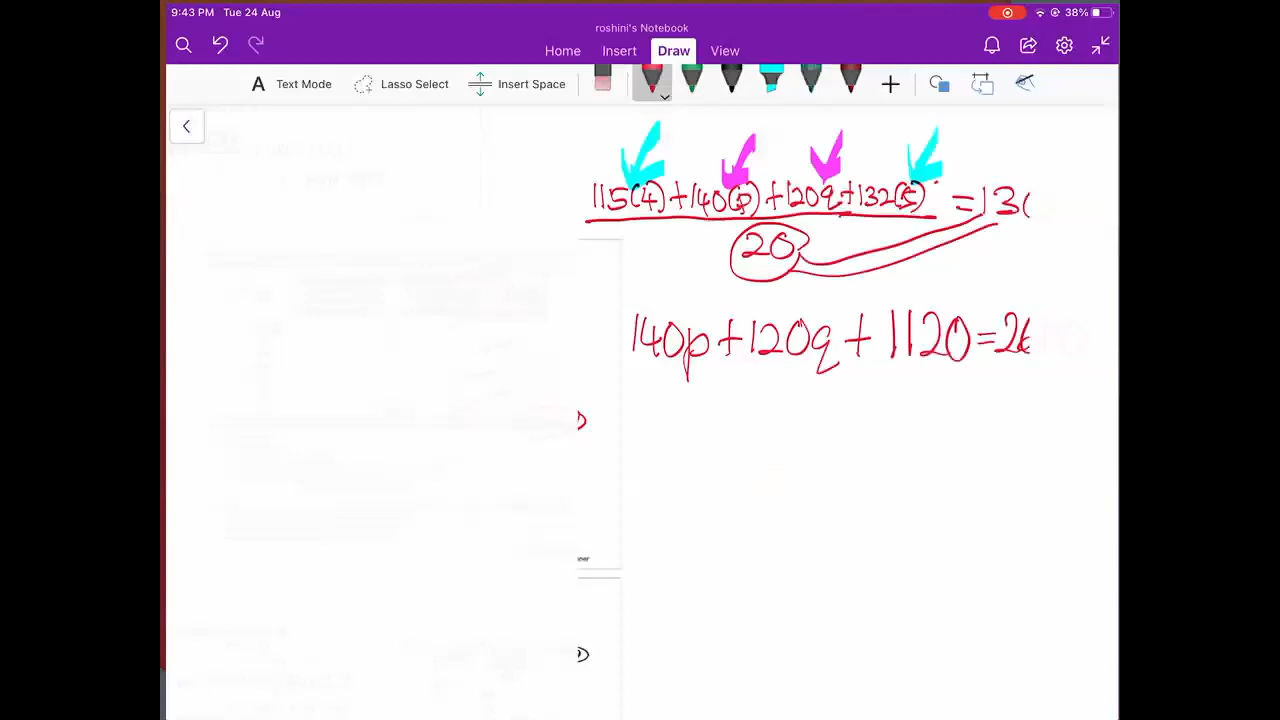 9:43 PM Tue 24 Aug 38%
roshini's Notebook
Home Insert Draw View
A Text Mode Lasso Select Insert Space
115(4)+140(p)+120q+132(5) =130
20
140p+120q+1120=26